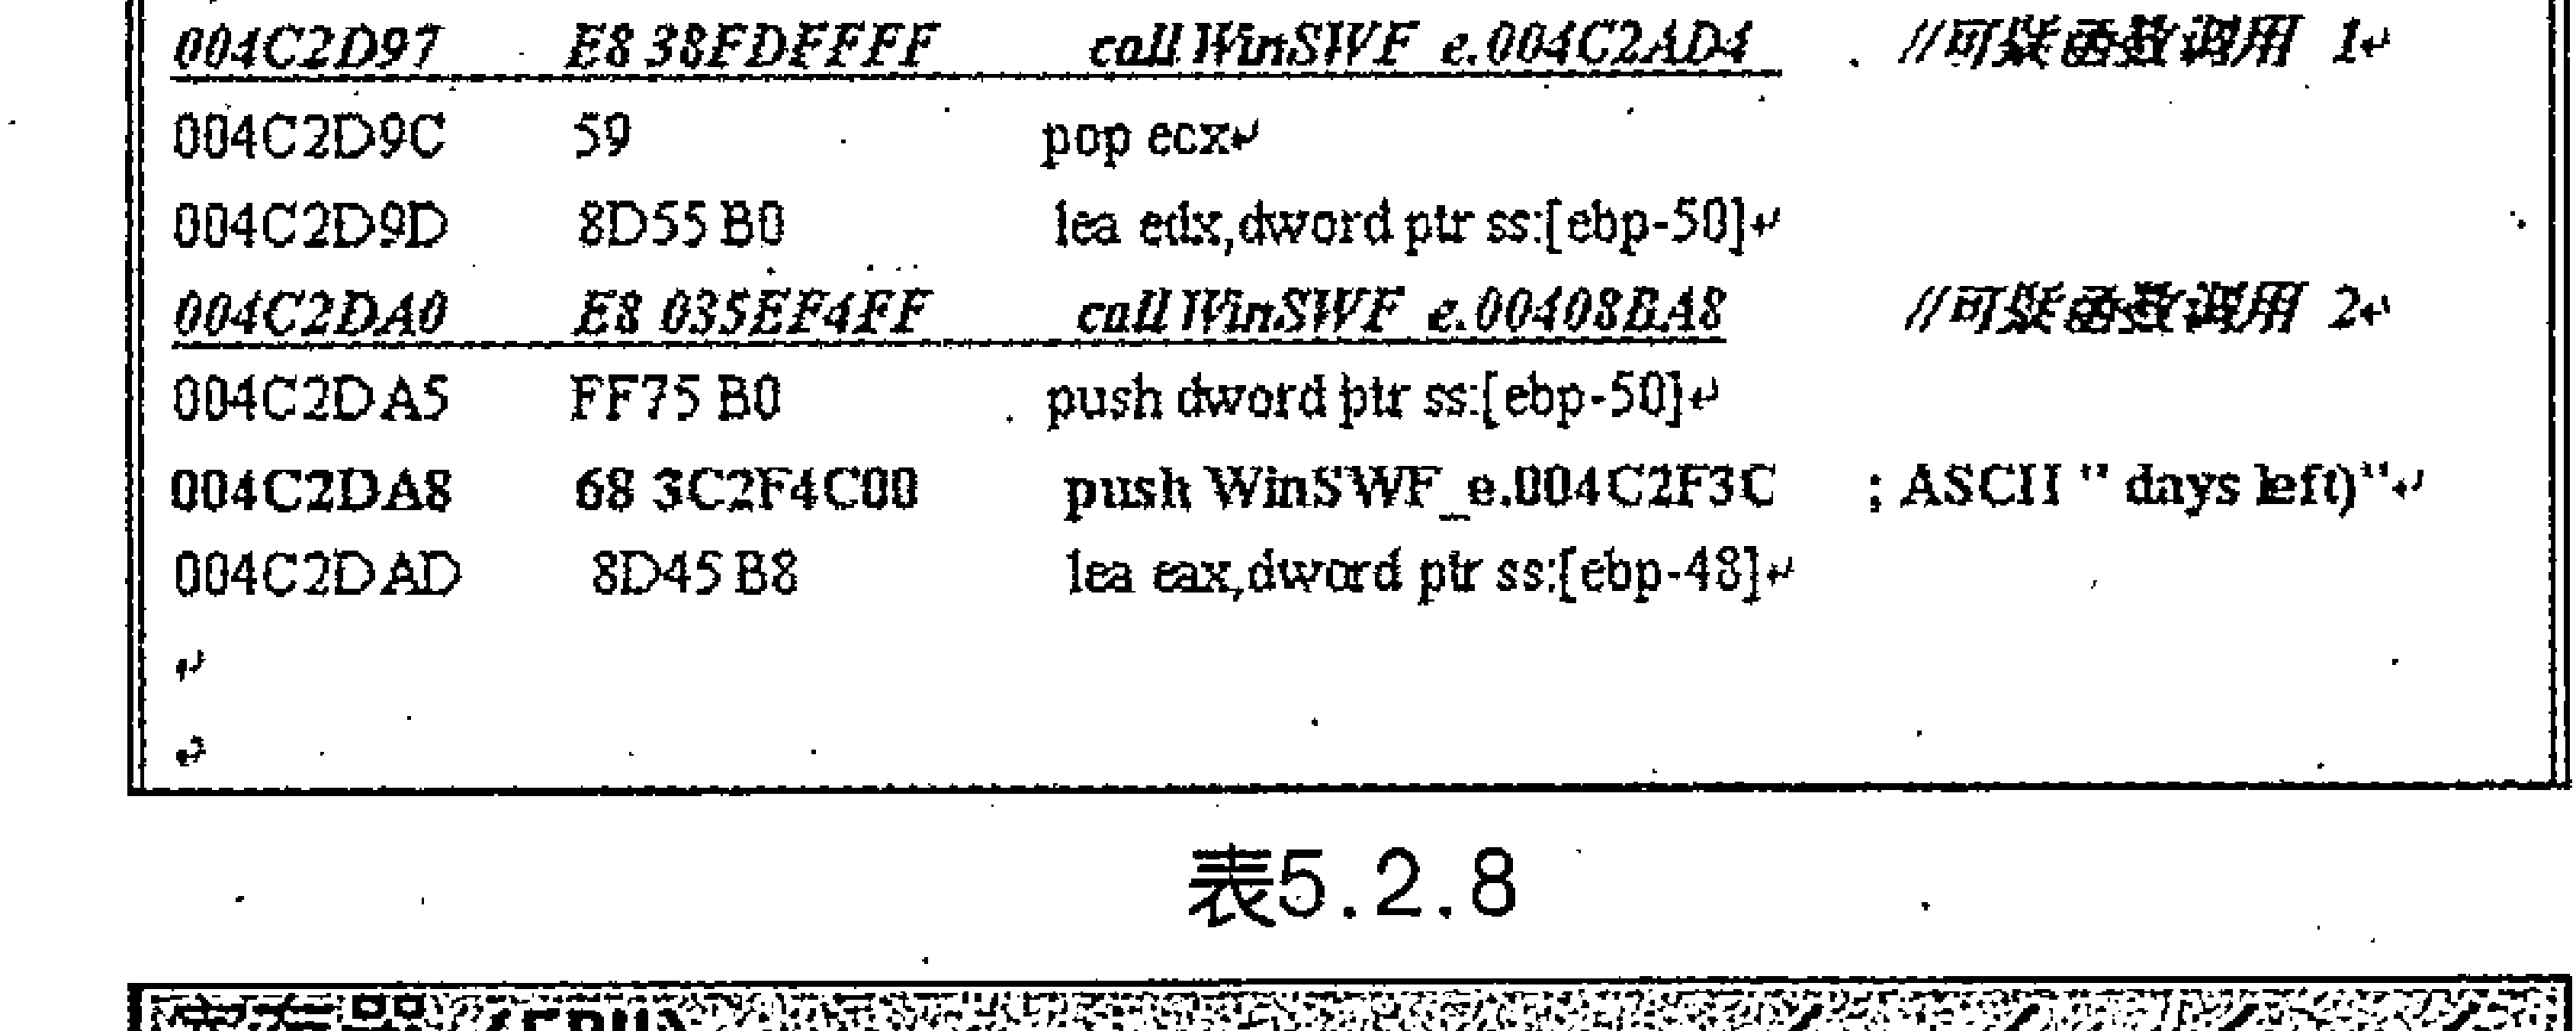 004C2D97 E8 38FDFFFF call WinSWF_e.004C2AD4 //可疑函数调用 1
004C2D9C 59 pop ecx
004C2D9D 8D55 B0 lea edx,dword ptr ss:[ebp-50]
004C2DA0 E8 035EF4FF call WinSWF_e.00408BA8 //可疑函数调用 2
004C2DA5 FF75 B0 push dword ptr ss:[ebp-50]
004C2DA8 68 3C2F4C00 push WinSWF_e.004C2F3C ; ASCII " days left)"
004C2DAD 8D45 B8 lea eax,dword ptr ss:[ebp-48]
表5.2.8